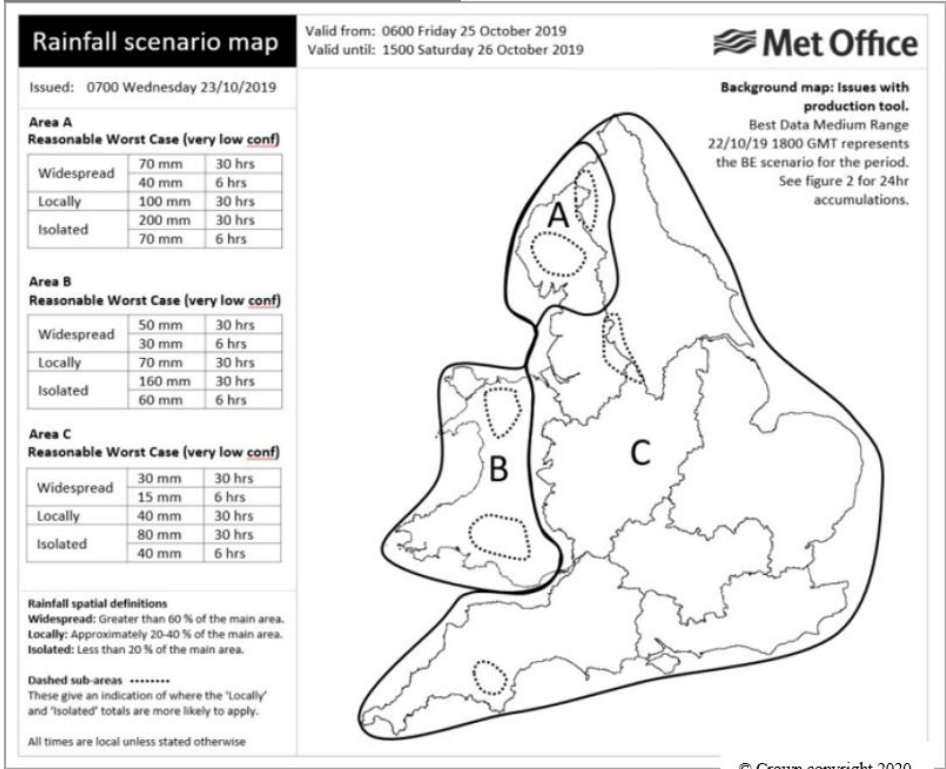 Rainfall scenario map
Valid from: 0600 Friday 25 October 2019
Valid until: 1500 Saturday 26 October 2019
Met Office
Issued: 0700 Wednesday 23/10/2019
Area A
Reasonable Worst Case (very low conf)
Widespread 70 mm 30 hrs
40 mm 6 hrs
Locally 100 mm 30 hrs
Isolated 200 mm 30 hrs
70 mm 6 hrs
Area B
Reasonable Worst Case (very low conf)
Widespread 50 mm 30 hrs
30 mm 6 hrs
Locally 70 mm 30 hrs
Isolated 160 mm 30 hrs
60 mm 6 hrs
Area C
Reasonable Worst Case (very low conf)
Widespread 30 mm 30 hrs
15 mm 6 hrs
Locally 40 mm 30 hrs
Isolated 80 mm 30 hrs
40 mm 6 hrs
Rainfall spatial definitions
Widespread: Greater than 60 % of the main area.
Locally: Approximately 20-40 % of the main area.
Isolated: Less than 20 % of the main area.
Dashed sub-areas
These give an indication of where the ‘Locally’
and ‘Isolated’ totals are more likely to apply.
All times are local unless stated otherwise
Background map: Issues with
production tool.
Best Data Medium Range
22/10/19 1800 GMT represents
the BE scenario for the period.
See figure 2 for 24hr
accumulations.
A
B
C
© Crown copyright 2020